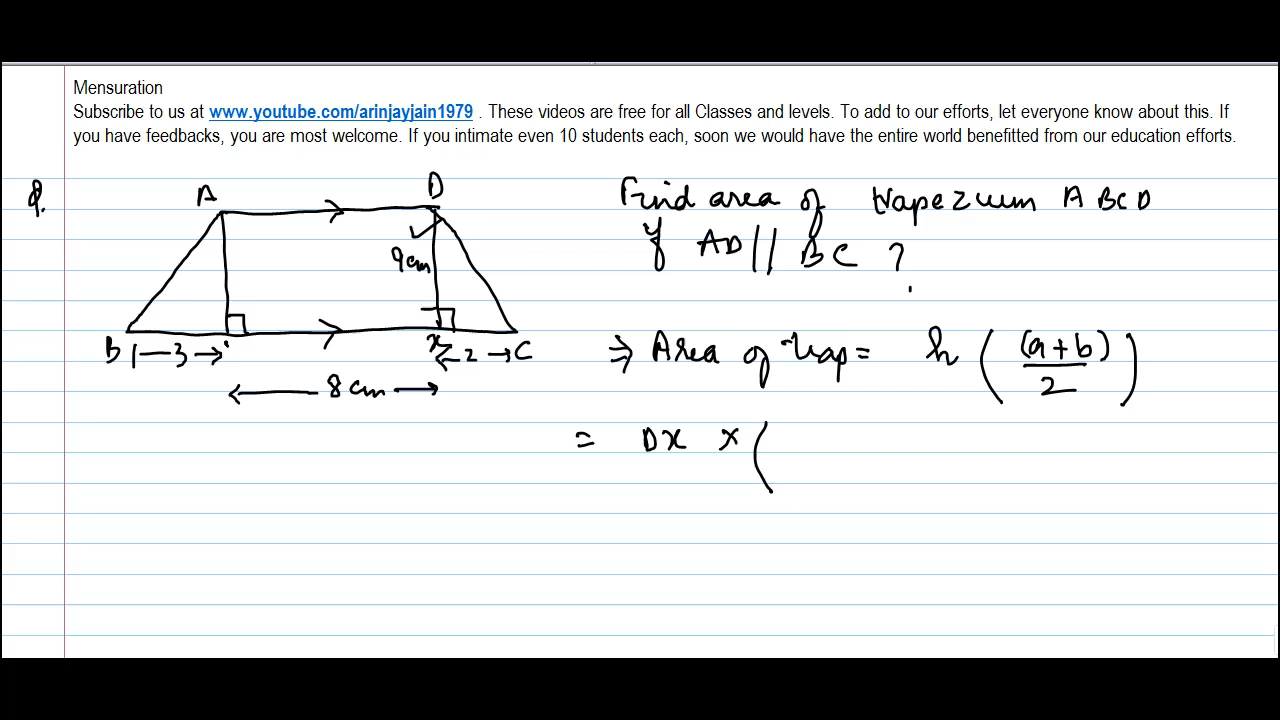 Mensuration
Subscribe to us at www.youtube.com/arinjayjain1979 . These videos are free for all Classes and levels. To add to our efforts, let everyone know about this. If
you have feedbacks, you are most welcome. If you intimate even 10 students each, soon we would have the entire world benefitted from our education efforts.
Q.
A D
9cm
B 3 x 2 C
8 cm
Find area of trapezium ABCD
if AD // BC ?
⇒ Area of trap = h ( (a+b) / 2 )
= DX × (